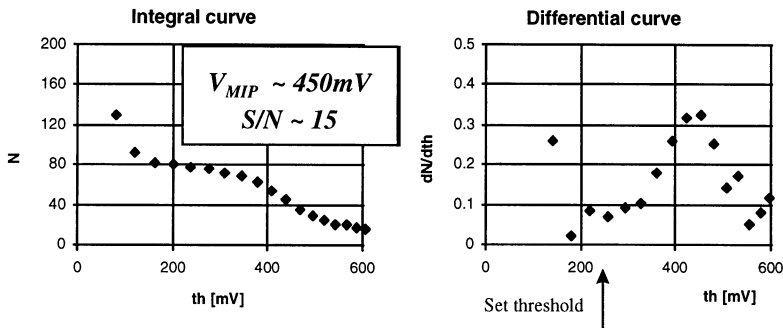 Integral curve
200
160
120
80
40
0
N
V_MIP ~ 450mV
S/N ~ 15
0
200
400
600
th [mV]
Differential curve
0.5
0.4
0.3
0.2
0.1
0
dN/dth
0
200
400
600
th [mV]
Set threshold